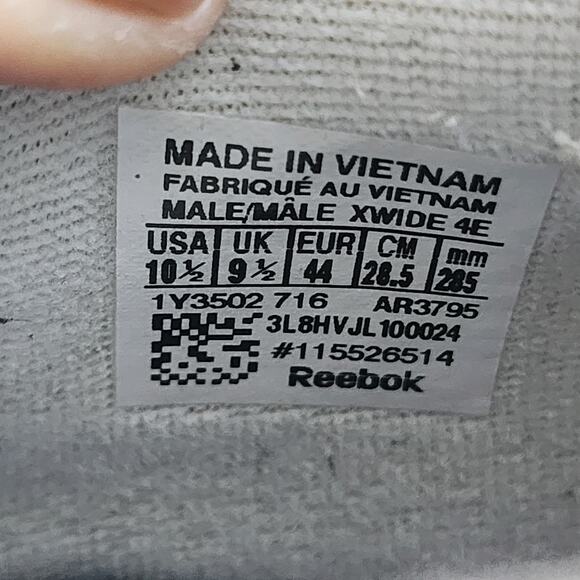 MADE IN VIETNAM
FABRIQUÉ AU VIETNAM
MALE/MÂLE XWIDE 4E
USA UK EUR CM mm
10½ 9½ 44 28.5 285
1Y3502 716 AR3795
3L8HVJL100024
#115526514
Reebok